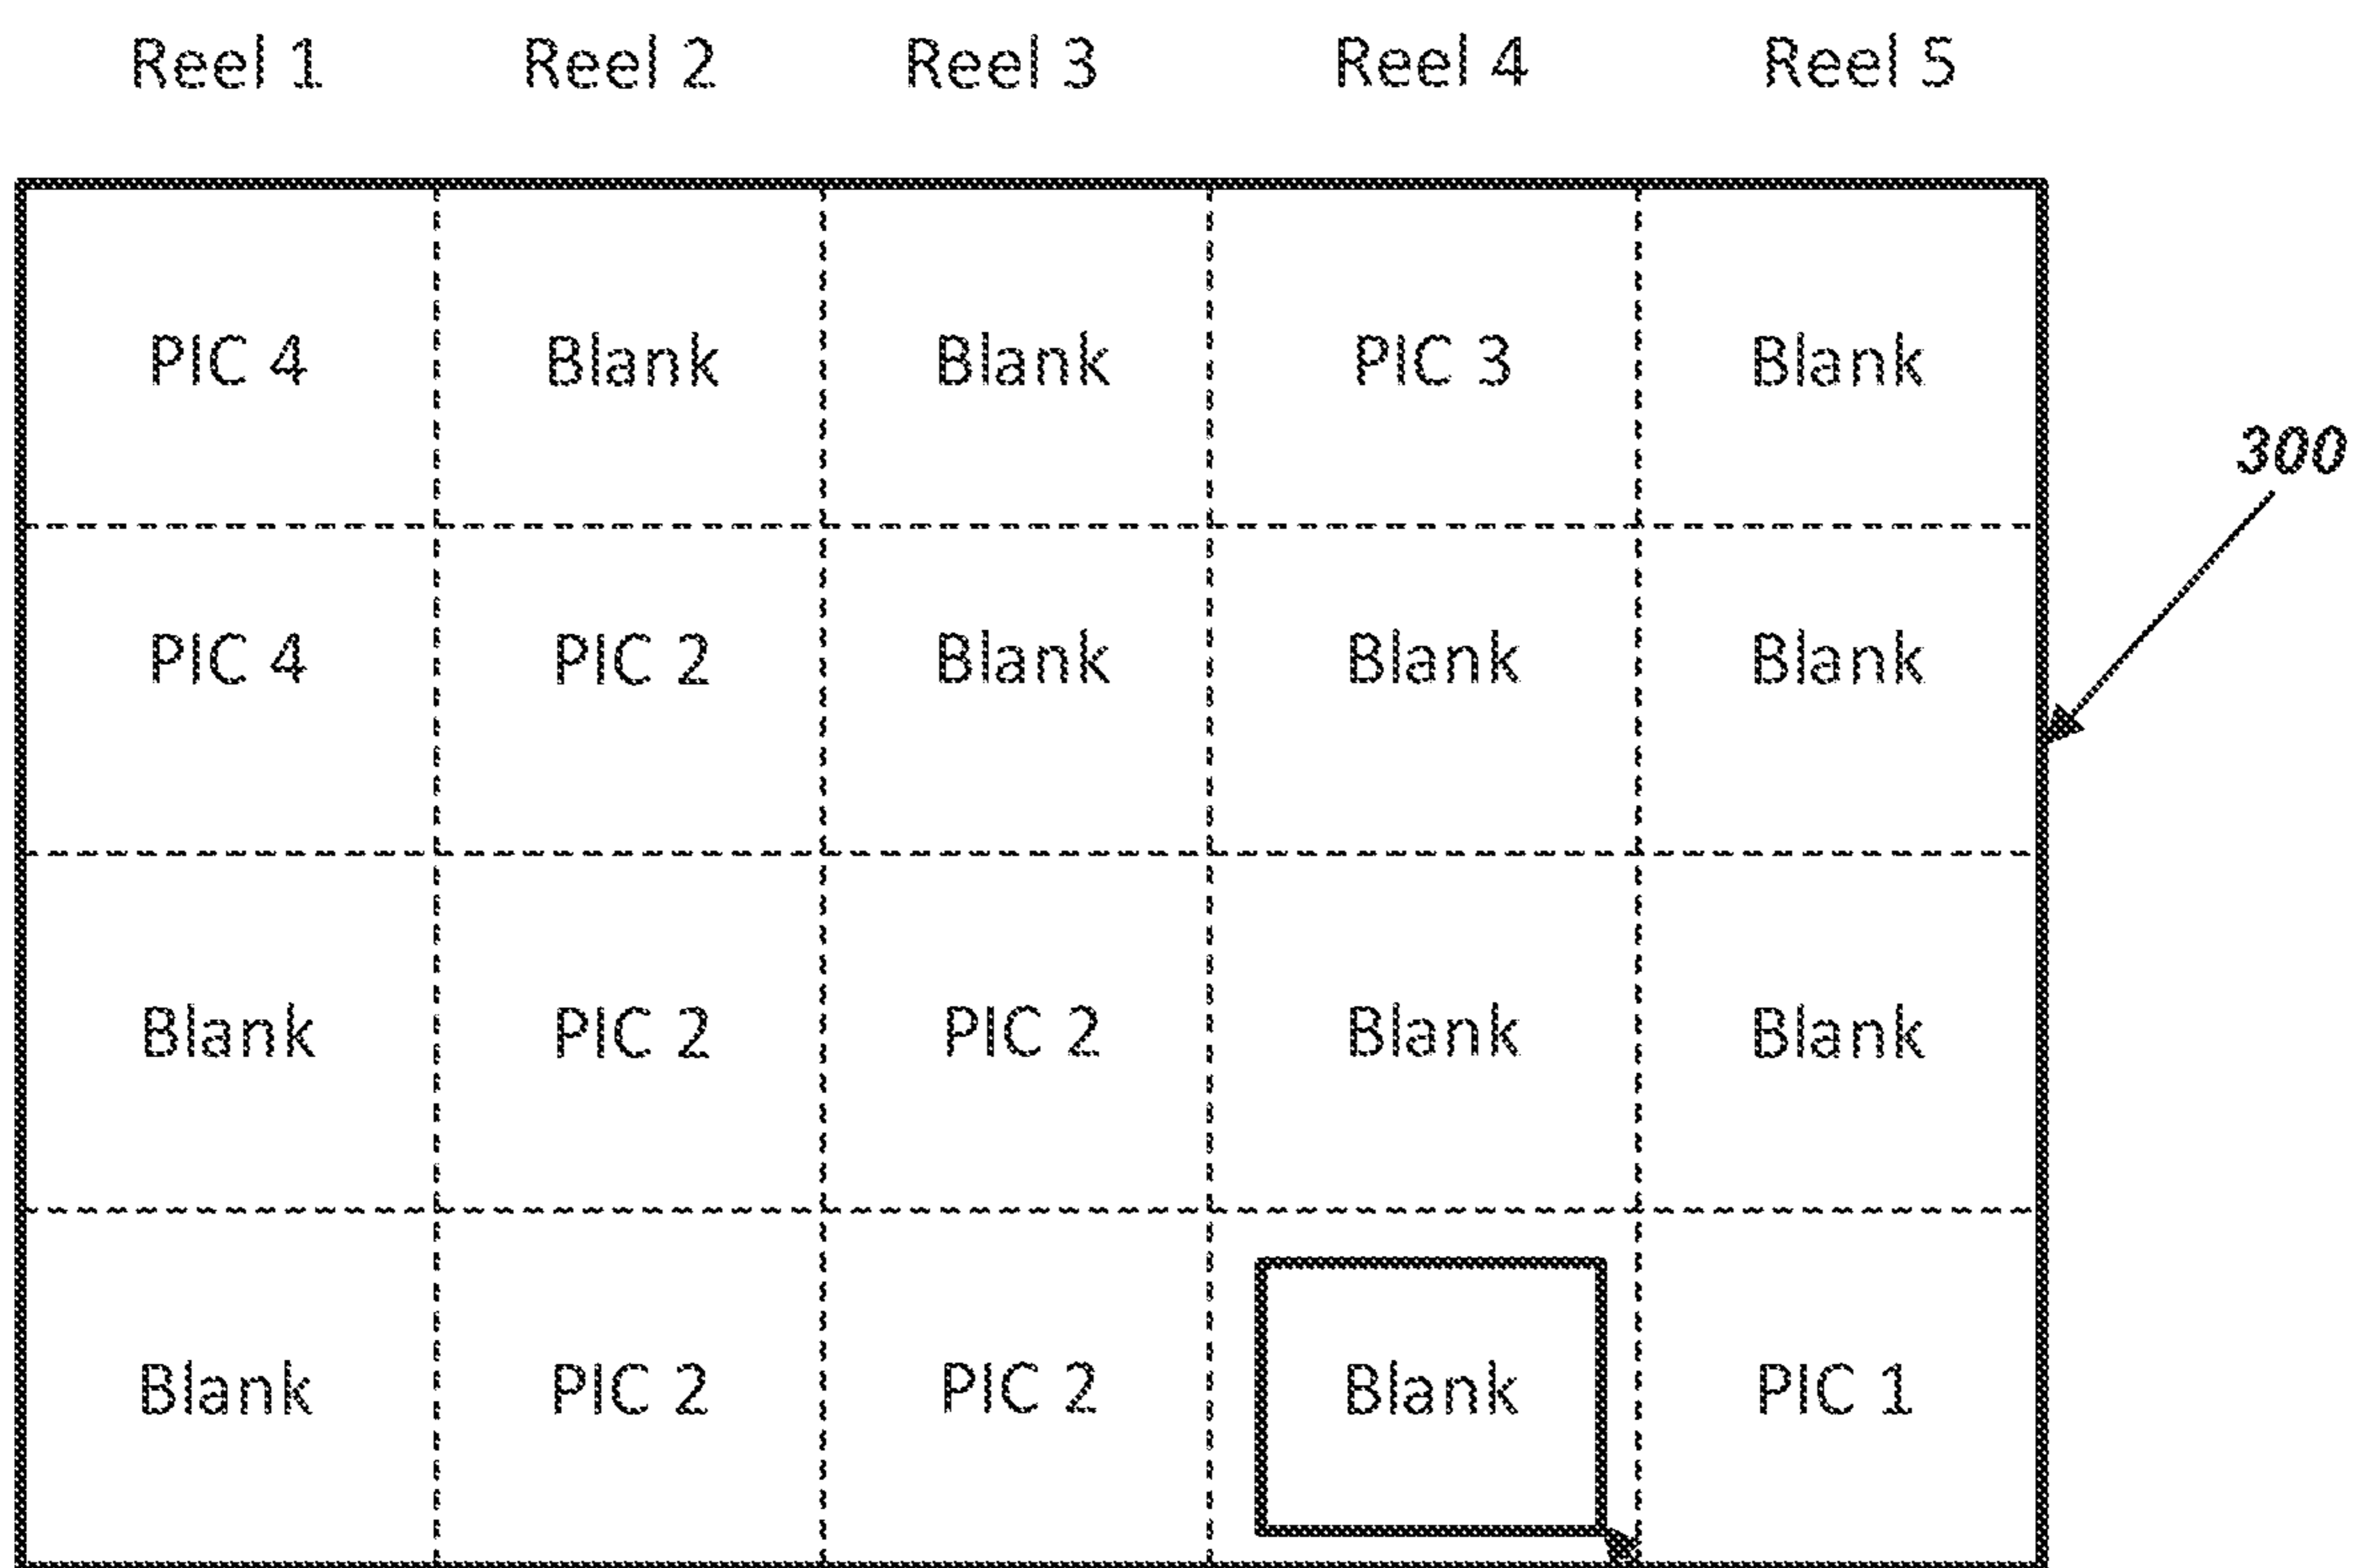 Reel 1 Reel 2 Reel 3 Reel 4 Reel 5
PIC 4 Blank Blank PIC 3 Blank
300
PIC 4 PIC 2 Blank Blank Blank
Blank PIC 2 PIC 2 Blank Blank
Blank PIC 2 PIC 2 Blank PIC 1